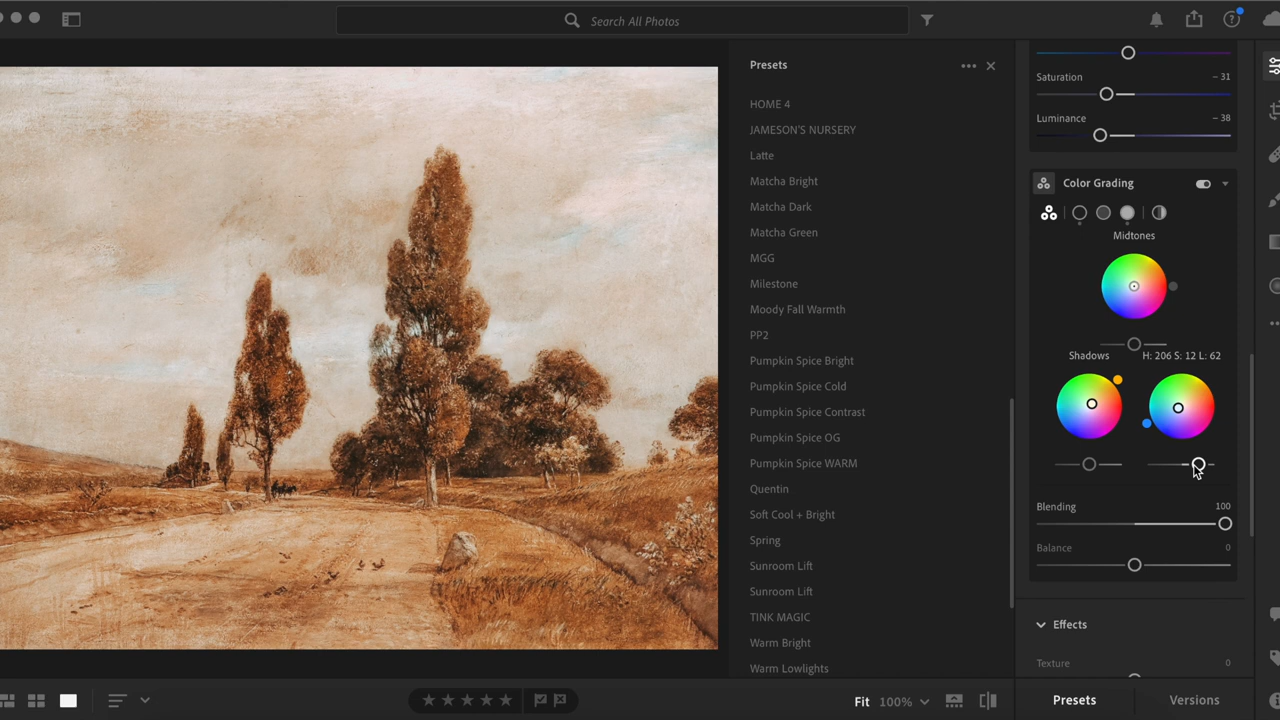 Search All Photos
Presets
HOME 4
JAMESON'S NURSERY
Latte
Matcha Bright
Matcha Dark
Matcha Green
MGG
Milestone
Moody Fall Warmth
PP2
Pumpkin Spice Bright
Pumpkin Spice Cold
Pumpkin Spice Contrast
Pumpkin Spice OG
Pumpkin Spice WARM
Quentin
Soft Cool + Bright
Spring
Sunroom Lift
Sunroom Lift
TINK MAGIC
Warm Bright
Warm Lowlights
Saturation – 31
Luminance – 38
Color Grading
Midtones
Shadows H: 206 S: 12 L: 62
Blending 100
Balance 0
Effects
Texture 0
Fit 100%
Presets Versions